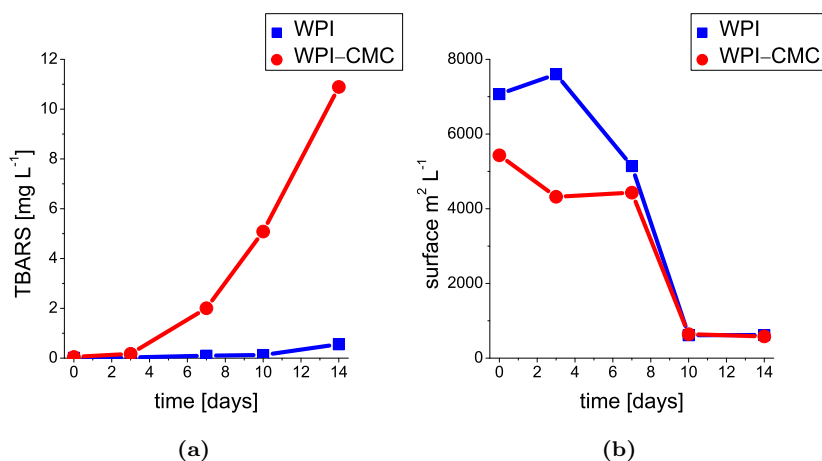 WPI
WPI–CMC
12
10
8
6
4
2
0
TBARS [mg L⁻¹]
0 2 4 6 8 10 12 14
time [days]
(a)
WPI
WPI–CMC
8000
6000
4000
2000
0
surface m² L⁻¹
0 2 4 6 8 10 12 14
time [days]
(b)